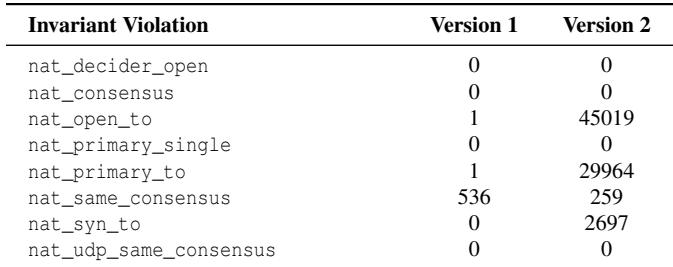 Invariant Violation Version 1 Version 2
nat_decider_open 0 0
nat_consensus 0 0
nat_open_to 1 45019
nat_primary_single 0 0
nat_primary_to 1 29964
nat_same_consensus 536 259
nat_syn_to 0 2697
nat_udp_same_consensus 0 0